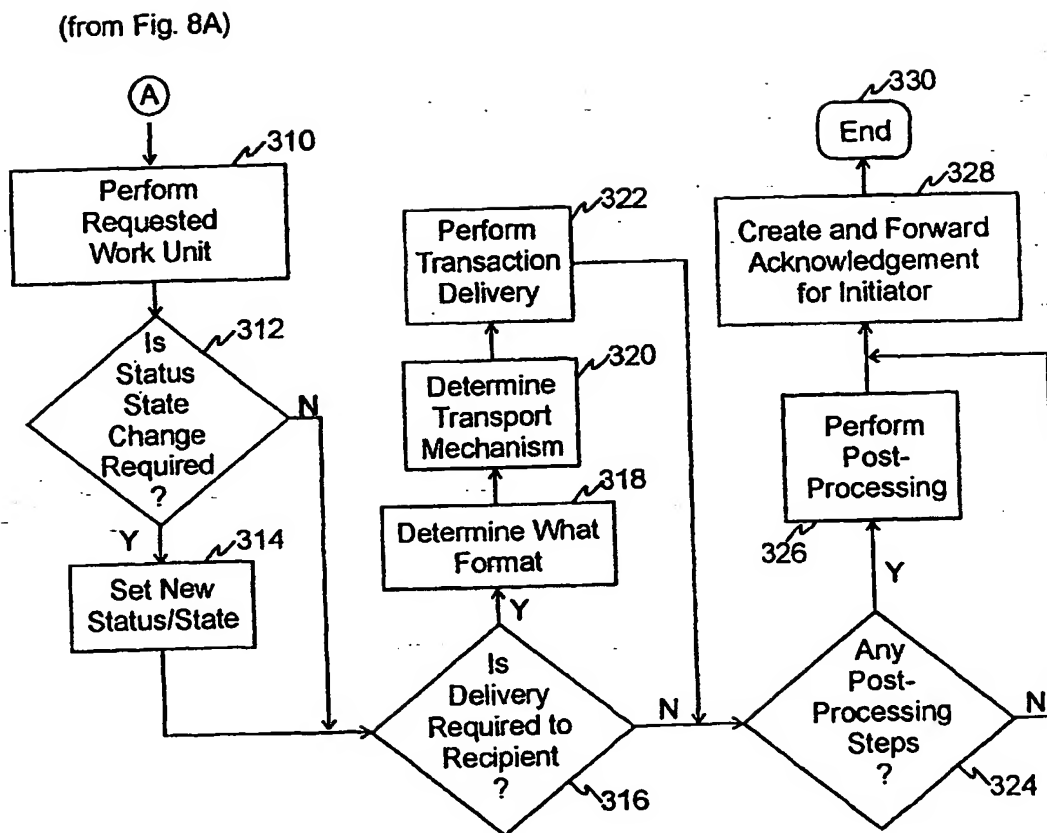 (from Fig. 8A)
A
310
Perform
Requested
Work Unit
312
Is
Status
State
Change
Required
?
N
Y
314
Set New
Status/State
322
Perform
Transaction
Delivery
320
Determine
Transport
Mechanism
318
Determine What
Format
Y
Is
Delivery
Required to
Recipient
?
316
N
330
End
328
Create and Forward
Acknowledgement
for Initiator
Perform
Post-
Processing
326
Y
Any
Post-
Processing
Steps
?
N
324